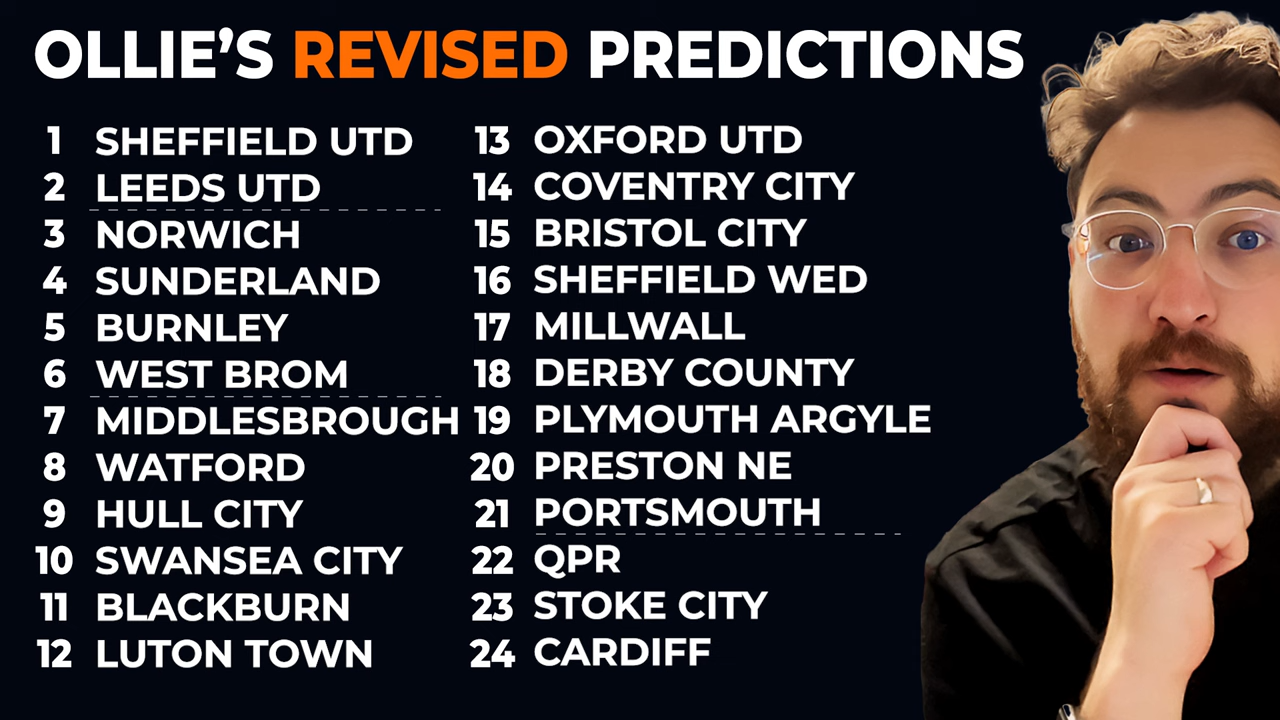 OLLIE'S REVISED PREDICTIONS
1 SHEFFIELD UTD
2 LEEDS UTD
3 NORWICH
4 SUNDERLAND
5 BURNLEY
6 WEST BROM
7 MIDDLESBROUGH
8 WATFORD
9 HULL CITY
10 SWANSEA CITY
11 BLACKBURN
12 LUTON TOWN
13 OXFORD UTD
14 COVENTRY CITY
15 BRISTOL CITY
16 SHEFFIELD WED
17 MILLWALL
18 DERBY COUNTY
19 PLYMOUTH ARGYLE
20 PRESTON NE
21 PORTSMOUTH
22 QPR
23 STOKE CITY
24 CARDIFF